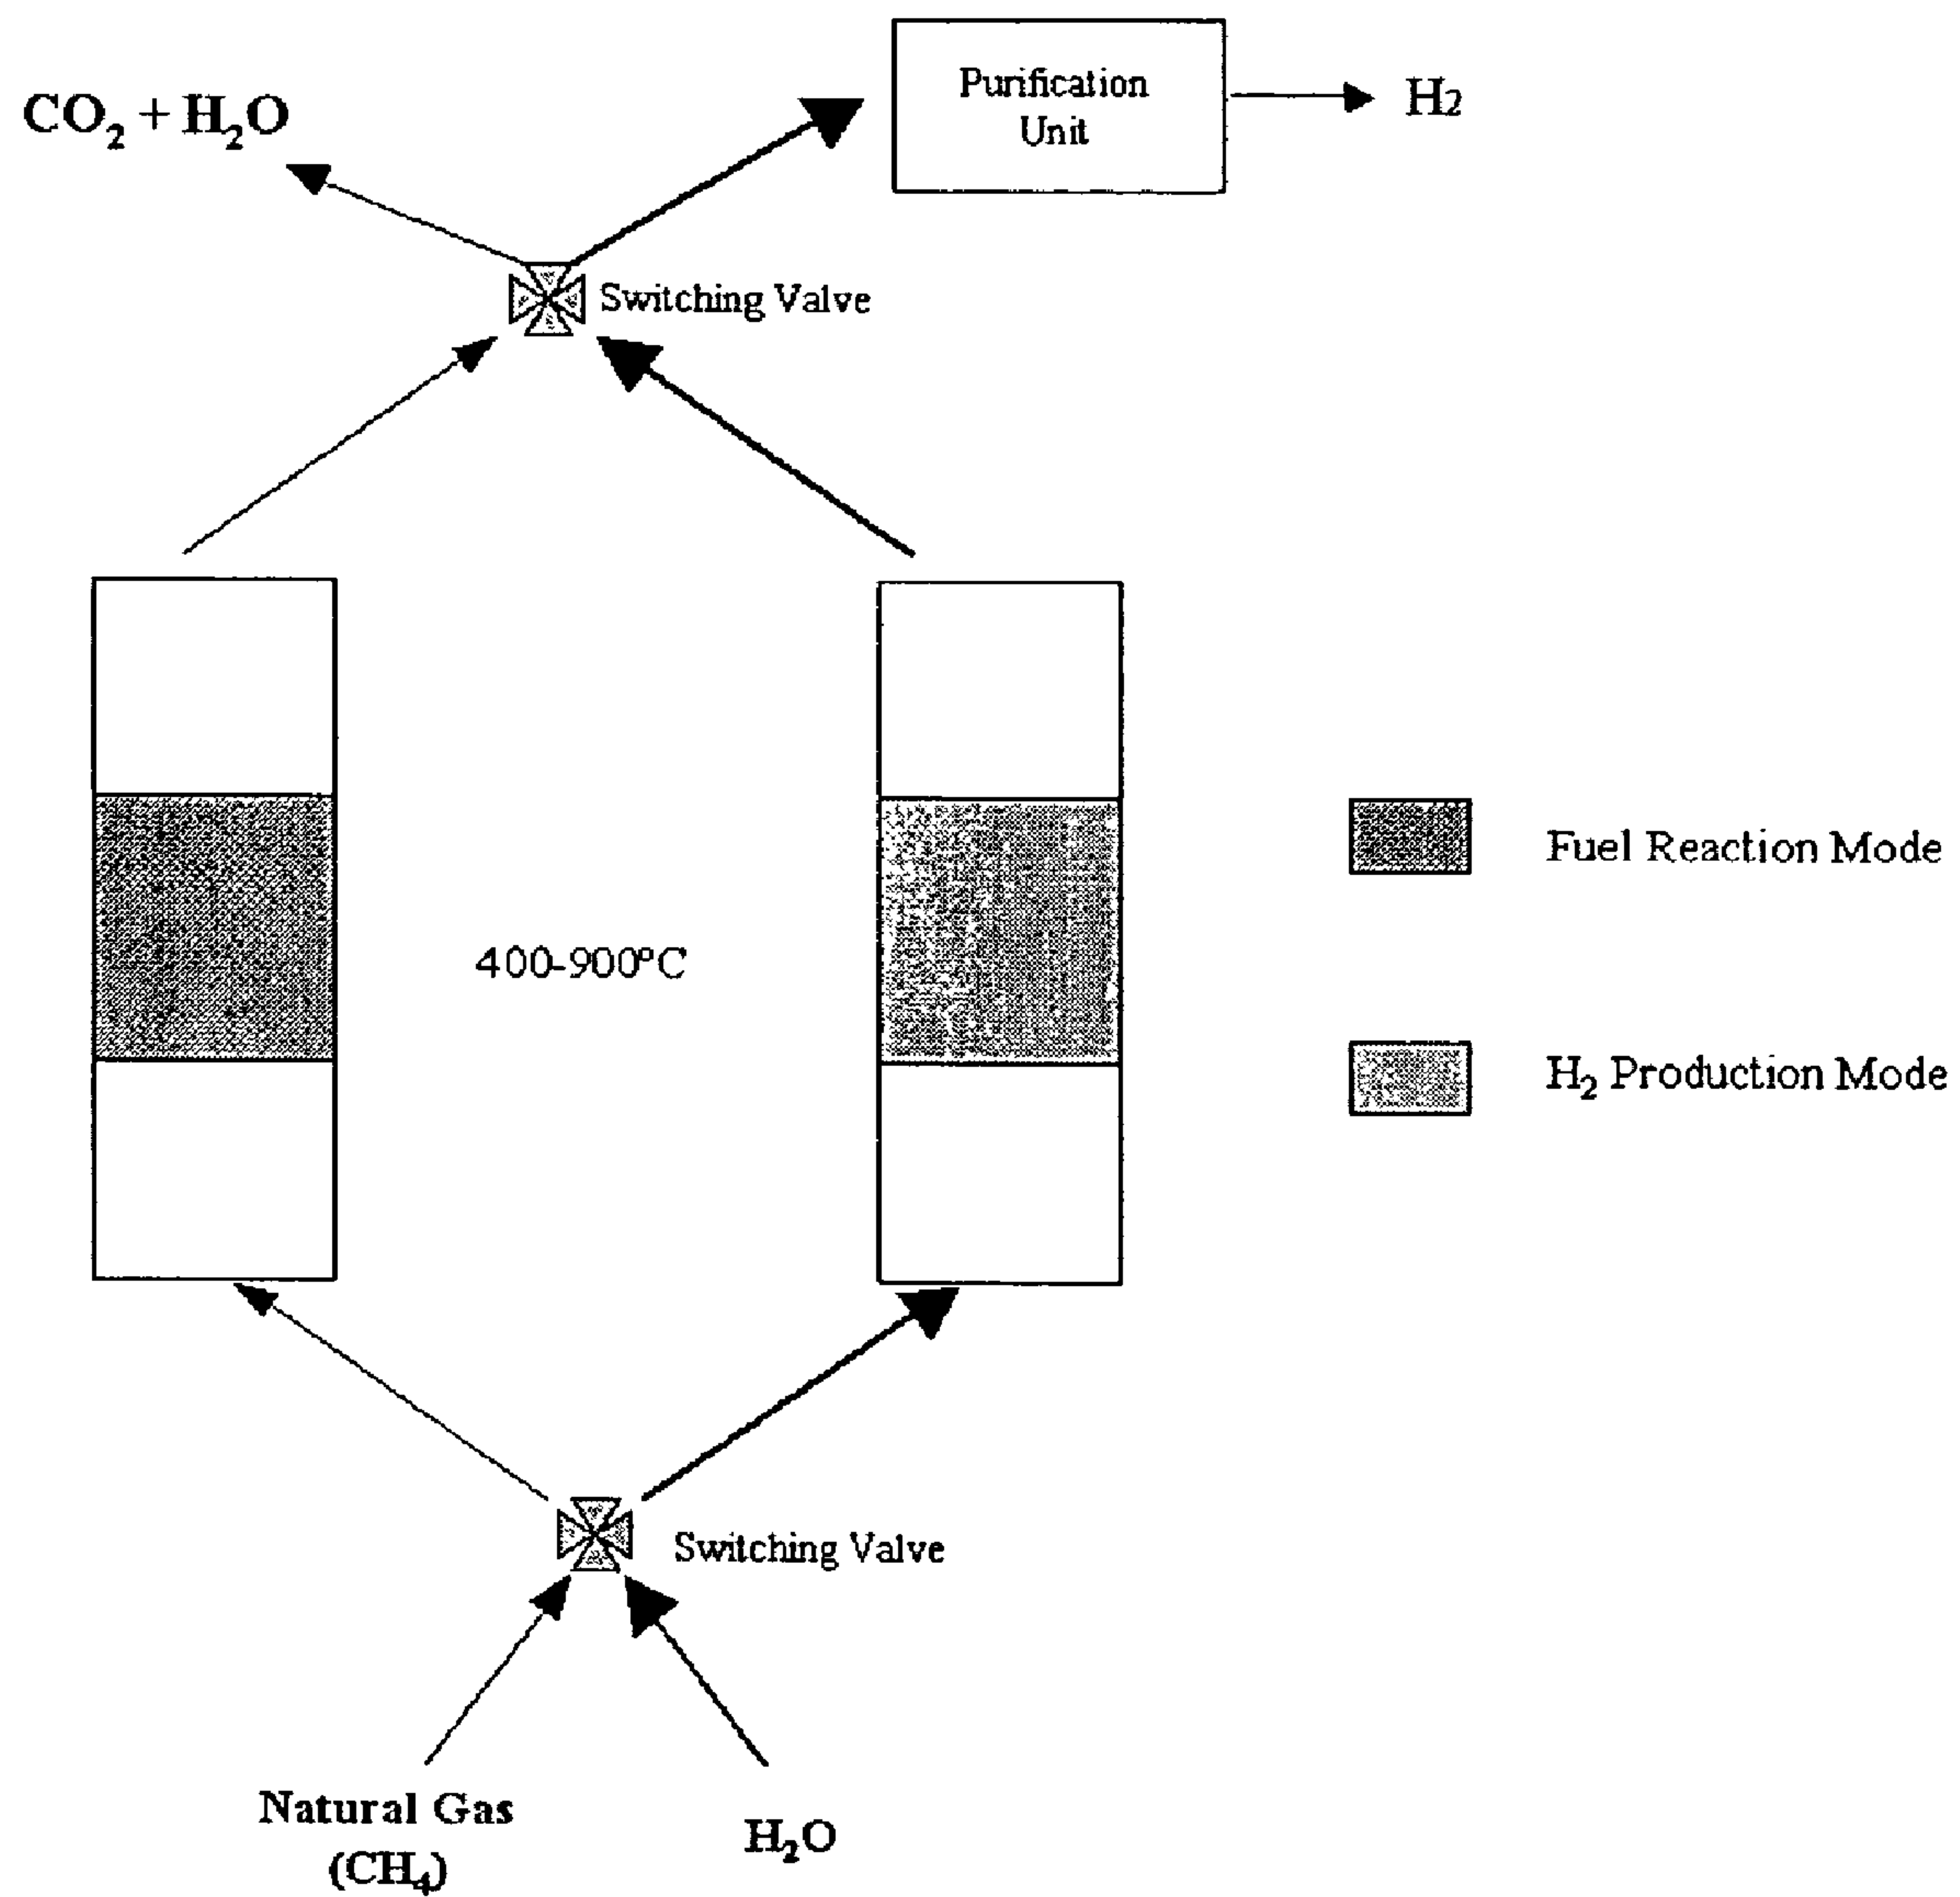 Purification
Unit
H₂
CO₂ + H₂O
Switching Valve
400-900ºC
Fuel Reaction Mode
H₂ Production Mode
Switching Valve
Natural Gas
(CH₄)
H₂O